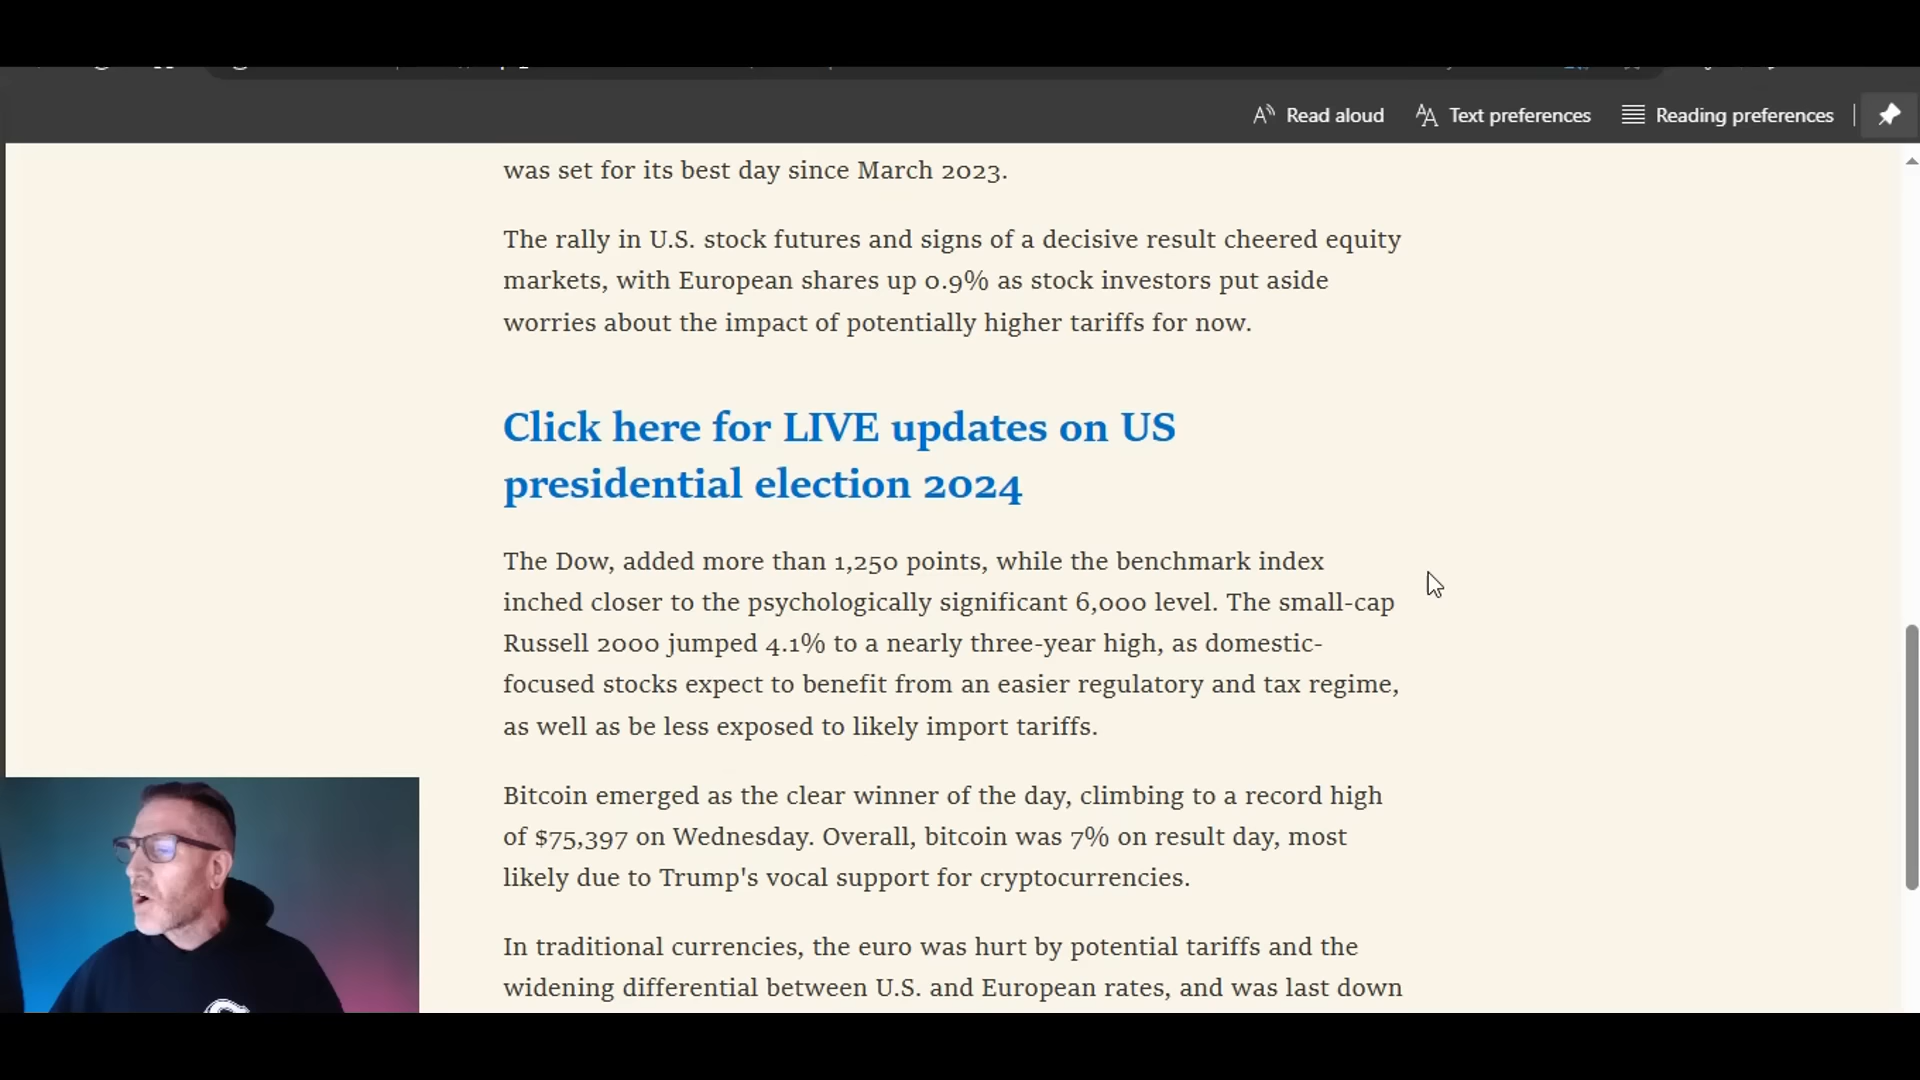 Read aloud
Text preferences
Reading preferences
was set for its best day since March 2023.
The rally in U.S. stock futures and signs of a decisive result cheered equity
markets, with European shares up 0.9% as stock investors put aside
worries about the impact of potentially higher tariffs for now.
Click here for LIVE updates on US
presidential election 2024
The Dow, added more than 1,250 points, while the benchmark index
inched closer to the psychologically significant 6,000 level. The small-cap
Russell 2000 jumped 4.1% to a nearly three-year high, as domestic-
focused stocks expect to benefit from an easier regulatory and tax regime,
as well as be less exposed to likely import tariffs.
Bitcoin emerged as the clear winner of the day, climbing to a record high
of $75,397 on Wednesday. Overall, bitcoin was 7% on result day, most
likely due to Trump's vocal support for cryptocurrencies.
In traditional currencies, the euro was hurt by potential tariffs and the
widening differential between U.S. and European rates, and was last down